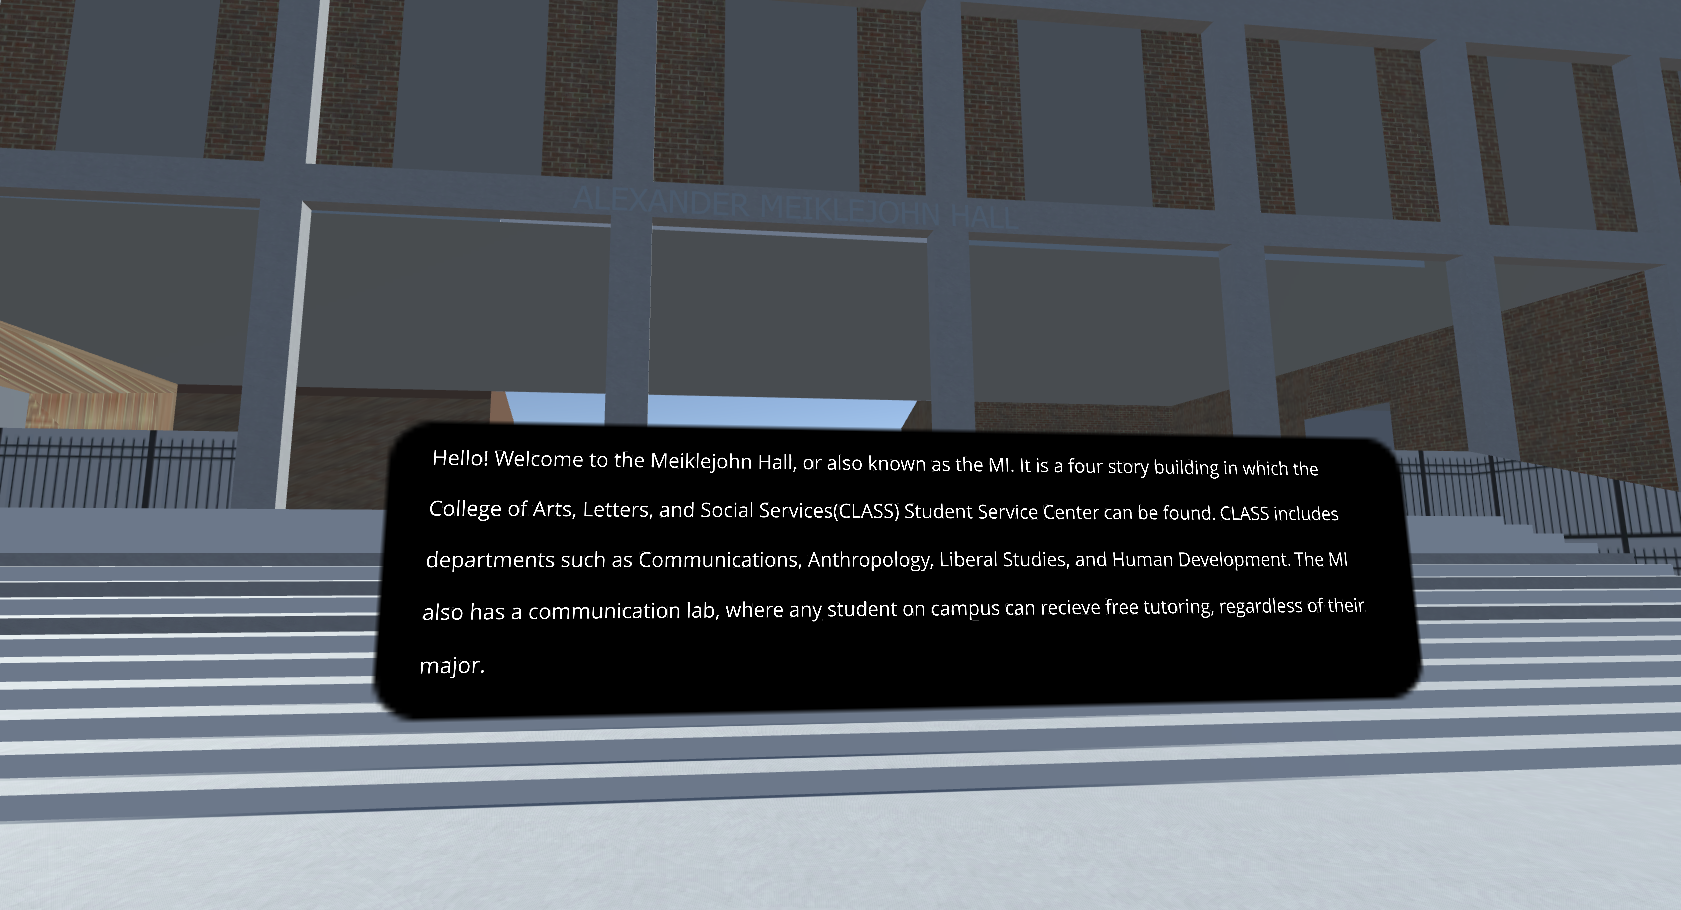 ALEXANDER MEIKLEJOHN HALL
Hello! Welcome to the Meiklejohn Hall, or also known as the MI. It is a four story building in which the
College of Arts, Letters, and Social Services(CLASS) Student Service Center can be found. CLASS includes
departments such as Communications, Anthropology, Liberal Studies, and Human Development. The MI
also has a communication lab, where any student on campus can recieve free tutoring, regardless of their
major.